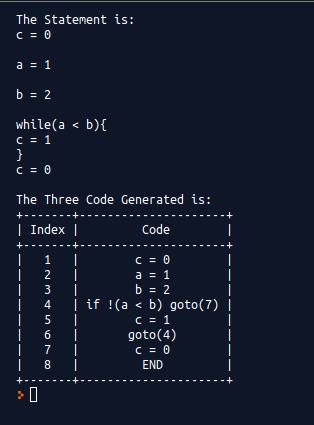 The Statement is:
c = 0
a = 1
b = 2
while(a < b){
c = 1
}
c = 0
The Three Code Generated is:
+-------+---------------------+
| Index | Code |
+-------+---------------------+
| 1 | c = 0 |
| 2 | a = 1 |
| 3 | b = 2 |
| 4 | if !(a < b) goto(7) |
| 5 | c = 1 |
| 6 | goto(4) |
| 7 | c = 0 |
| 8 | END |
+-------+---------------------+
>